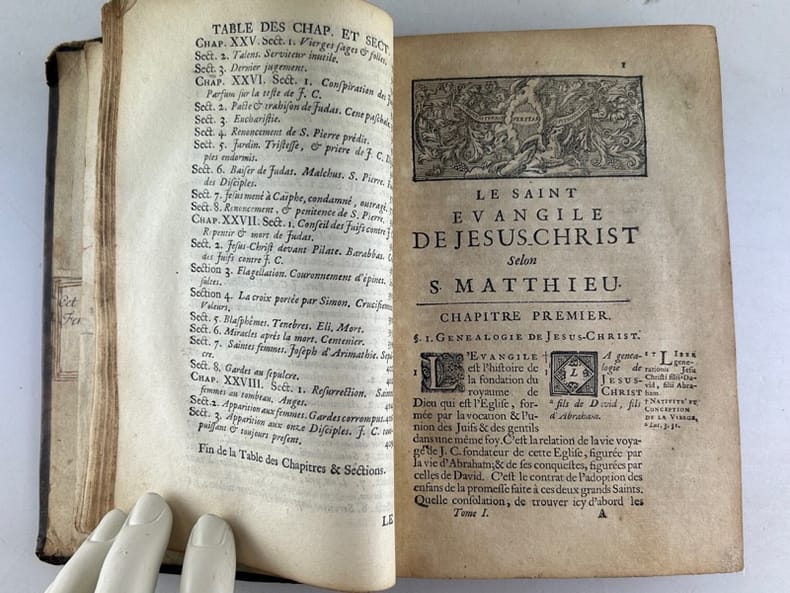 TABLE DES CHAP. ET SECT.
CHAP. XXV. Sect. 1. Vierges sages & folles.
Sect. 2. Talens. Serviteur inutile.
Sect. 3. Dernier jugement.
CHAP. XXVI. Sect. 1. Conspiration des
Parfum sur la teste de J. C.
Sect. 2. Pacte & trahison de Judas. Cene paschale,
Sect. 3. Eucharistie.
Sect. 4. Renoncement de S. Pierre prédit.
Sect. 5. Jardin. Tristesse, & priere de J. C.
ples endormis.
Sect. 6. Baiser de Judas. Malchus. S. Pierre.
des Disciples.
Sect. 7. Jesus mené à Caïphe, condamné, outragé,
Sect. 8. Renoncement, & penitence de S. Pierre.
CHAP. XXVII. Sect. 1. Conseil des Juifs contre J.
Repentir & mort de Judas.
Sect. 2. Jesus-Christ devant Pilate. Barabbas.
des Juifs contre J. C.
Section 3. Flagellation. Couronnement d'épines.
sultes.
Section 4. La croix portée par Simon.
Voleurs.
Sect. 5. Blasphêmes. Tenebres. Eli. Mort.
Sect. 6. Miracles après la mort. Centenier.
Sect. 7. Saintes femmes. Joseph d'Arimathie.
cre.
Sect. 8. Gardes au sepulcre.
CHAP. XXVIII. Sect. 1. Resurrection.
femmes au tombeau. Anges.
Sect. 2. Apparition aux femmes. Gardes corrompus.
Sect. 3. Apparition aux onze Disciples. J. C. tout
puissant & toujours present.
Fin de la Table des Chapitres & Sections.
LE
1
VERITAS
LE SAINT
EVANGILE
DE JESUS-CHRIST
Selon
S. MATTHIEU.
CHAPITRE PREMIER.
§. 1. GENEALOGIE DE JESUS-CHRIST.
1 L'EVANGILE
est l'histoire de
la fondation du
royaume de
Dieu qui est l'Eglise, for-
mée par la vocation & l'u-
nion des Juifs & des gentils
dans une même foy. C'est la relation de la vie voya-
gé de J. C. fondateur de cette Eglise, figurée par
la vie d'Abraham; & de ses conquestes, figurées par
celles de David. C'est le contrat de l'adoption des
enfans de la promesse faite à ces deux grands Saints.
Quelle consolation, de trouver icy d'abord les
† 1 LA genea-
logie de
JESUS-
CHRIST
ª fils de David, fils
d'Abraham.
1 † LIBER
gene-
rationis Jesu
Christi filii Da-
vid, filii Abra-
ham.
† NATIVITÉ ET
CONCEPTION
DE LA VIERGE,
ª Luc, 3. 31.
Tome I.
A